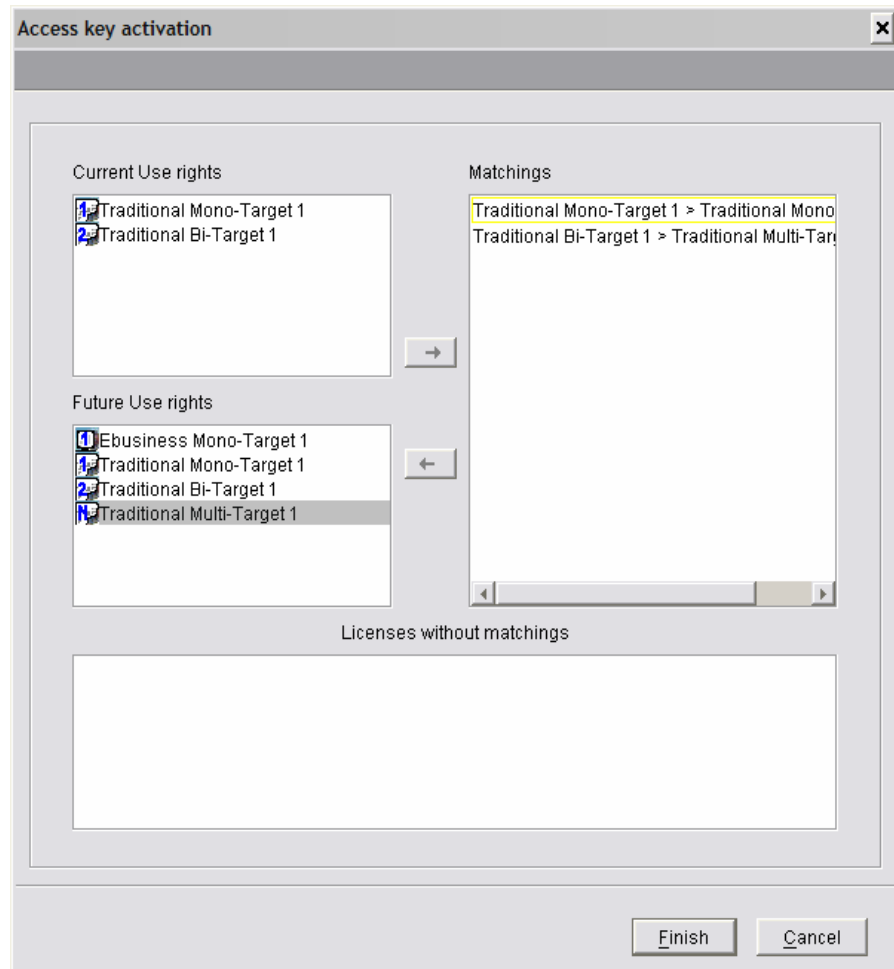 Access key activation
Current Use rights
Traditional Mono-Target 1
Traditional Bi-Target 1
Matchings
Traditional Mono-Target 1 > Traditional Mono
Traditional Bi-Target 1 > Traditional Multi-Tar
Future Use rights
Ebusiness Mono-Target 1
Traditional Mono-Target 1
Traditional Bi-Target 1
Traditional Multi-Target 1
Licenses without matchings
Finish
Cancel